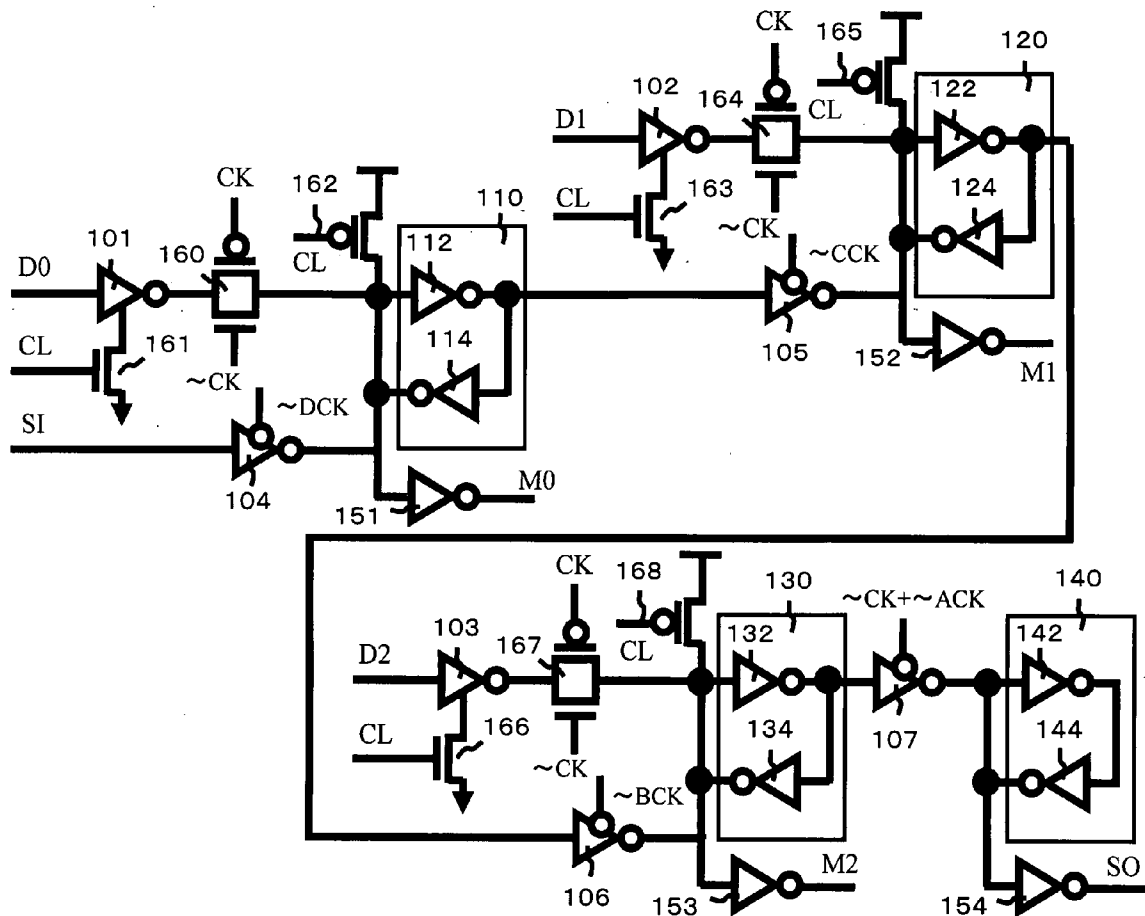 CK
165
120
102
164
CL
122
D1
CK
162
110
CL
163
~CK
124
101
160
CL
112
~CCK
D0
105
152
M1
CL
161
~CK
114
SI
~DCK
104
151
M0
CK
168
130
~CK+~ACK
140
103
167
CL
132
142
D2
CL
166
~CK
134
107
144
~BCK
106
153
M2
154
SO